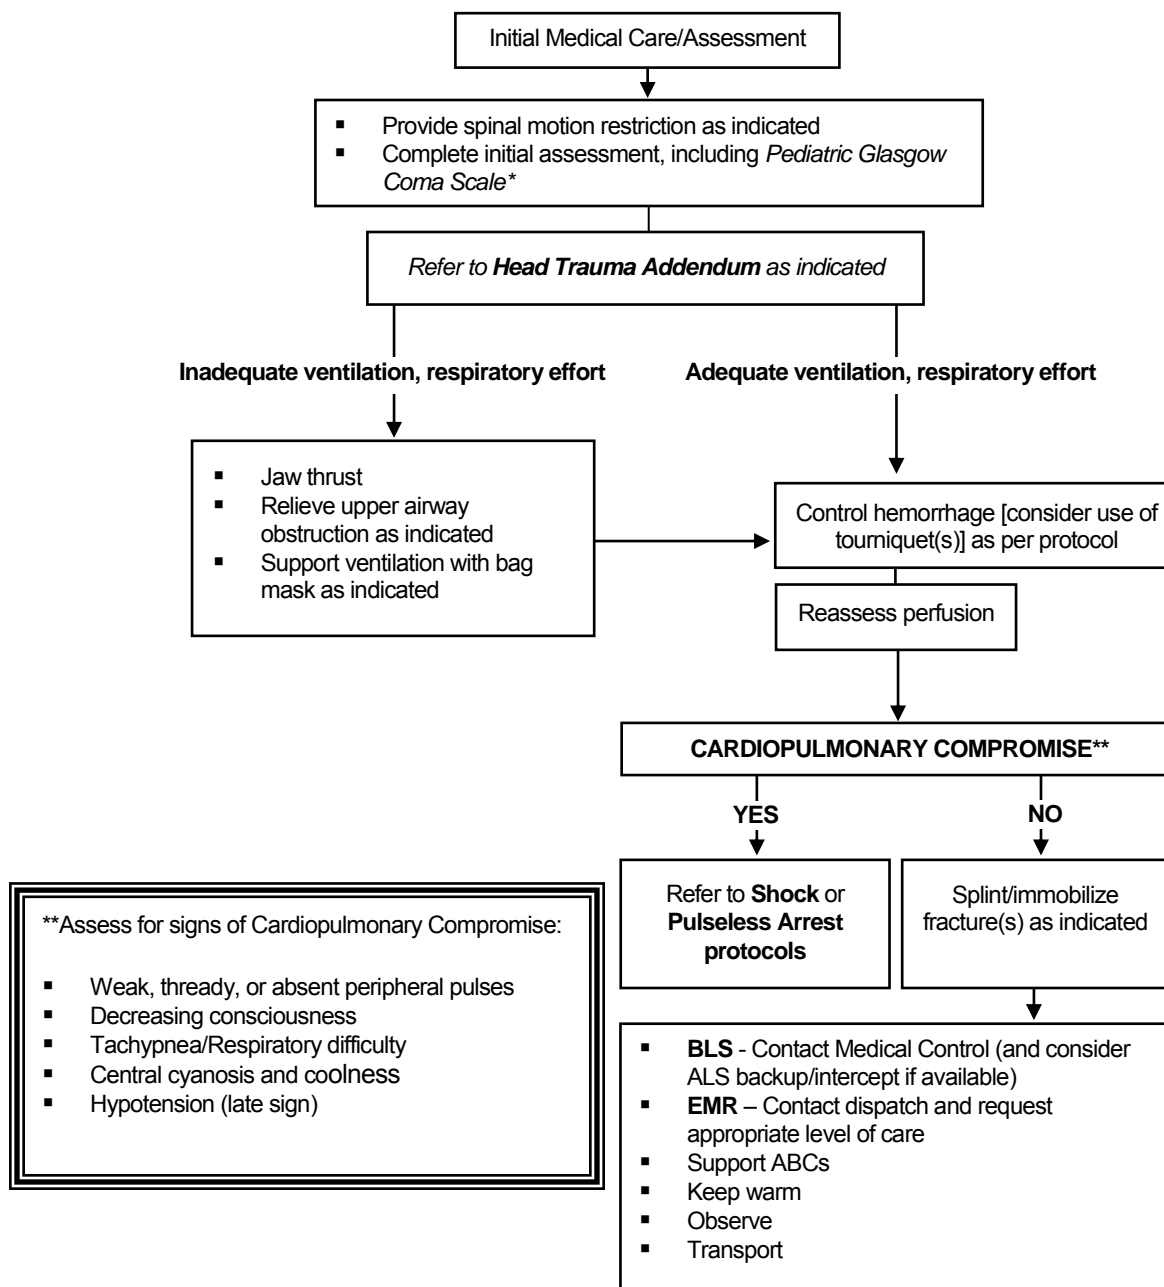 Initial Medical Care/Assessment
▪ Provide spinal motion restriction as indicated
▪ Complete initial assessment, including Pediatric Glasgow
Coma Scale*
Refer to Head Trauma Addendum as indicated
Inadequate ventilation, respiratory effort
Adequate ventilation, respiratory effort
▪ Jaw thrust
▪ Relieve upper airway
obstruction as indicated
▪ Support ventilation with bag
mask as indicated
Control hemorrhage [consider use of
tourniquet(s)] as per protocol
Reassess perfusion
CARDIOPULMONARY COMPROMISE**
YES
NO
Refer to Shock or
Pulseless Arrest
protocols
Splint/immobilize
fracture(s) as indicated
**Assess for signs of Cardiopulmonary Compromise:
▪ Weak, thready, or absent peripheral pulses
▪ Decreasing consciousness
▪ Tachypnea/Respiratory difficulty
▪ Central cyanosis and coolness
▪ Hypotension (late sign)
▪ BLS - Contact Medical Control (and consider
ALS backup/intercept if available)
▪ EMR – Contact dispatch and request
appropriate level of care
▪ Support ABCs
▪ Keep warm
▪ Observe
▪ Transport